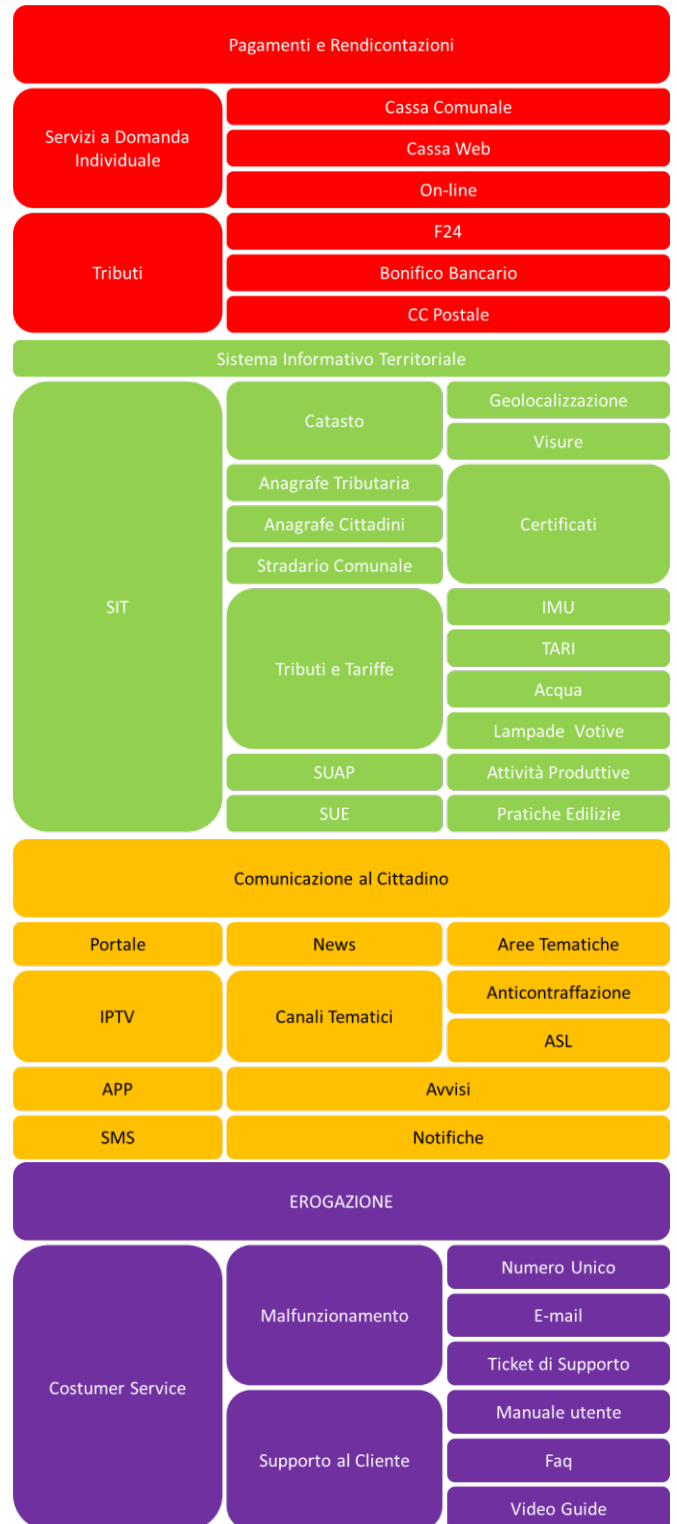 Pagamenti e Rendicontazioni
Servizi a Domanda
Individuale
Cassa Comunale
Cassa Web
On-line
Tributi
F24
Bonifico Bancario
CC Postale
Sistema Informativo Territoriale
SIT
Catasto
Geolocalizzazione
Visure
Anagrafe Tributaria
Anagrafe Cittadini
Stradario Comunale
Certificati
Tributi e Tariffe
IMU
TARI
Acqua
Lampade Votive
SUAP
Attività Produttive
SUE
Pratiche Edilizie
Comunicazione al Cittadino
Portale
News
Aree Tematiche
IPTV
Canali Tematici
Anticontraffazione
ASL
APP
Avvisi
SMS
Notifiche
EROGAZIONE
Costumer Service
Malfunzionamento
Numero Unico
E-mail
Ticket di Supporto
Supporto al Cliente
Manuale utente
Faq
Video Guide